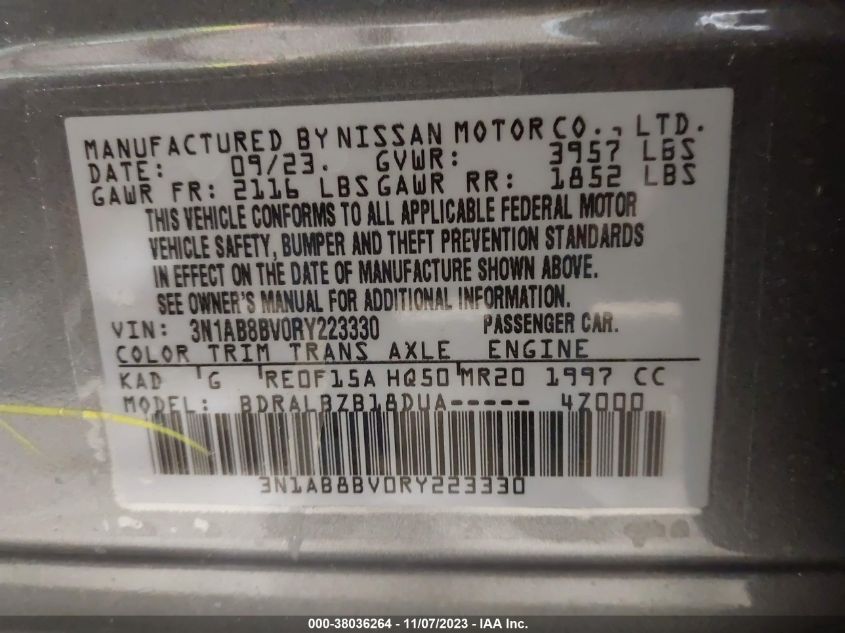 MANUFACTURED BY NISSAN MOTOR CO., LTD.
DATE: 09/23. GVWR: 3957 LBS
GAWR FR: 2116 LBS GAWR RR: 1852 LBS
THIS VEHICLE CONFORMS TO ALL APPLICABLE FEDERAL MOTOR
VEHICLE SAFETY, BUMPER AND THEFT PREVENTION STANDARDS
IN EFFECT ON THE DATE OF MANUFACTURE SHOWN ABOVE.
SEE OWNER'S MANUAL FOR ADDITIONAL INFORMATION.
VIN: 3N1AB8BV0RY223330 PASSENGER CAR.
COLOR TRIM TRANS AXLE ENGINE
KAD G RE0F15A HQ50 MR20 1997 CC
MODEL: BDRALBZB18DUA----- 4Z000
3N1AB8BV0RY223330
000-38036264 - 11/07/2023 - IAA Inc.